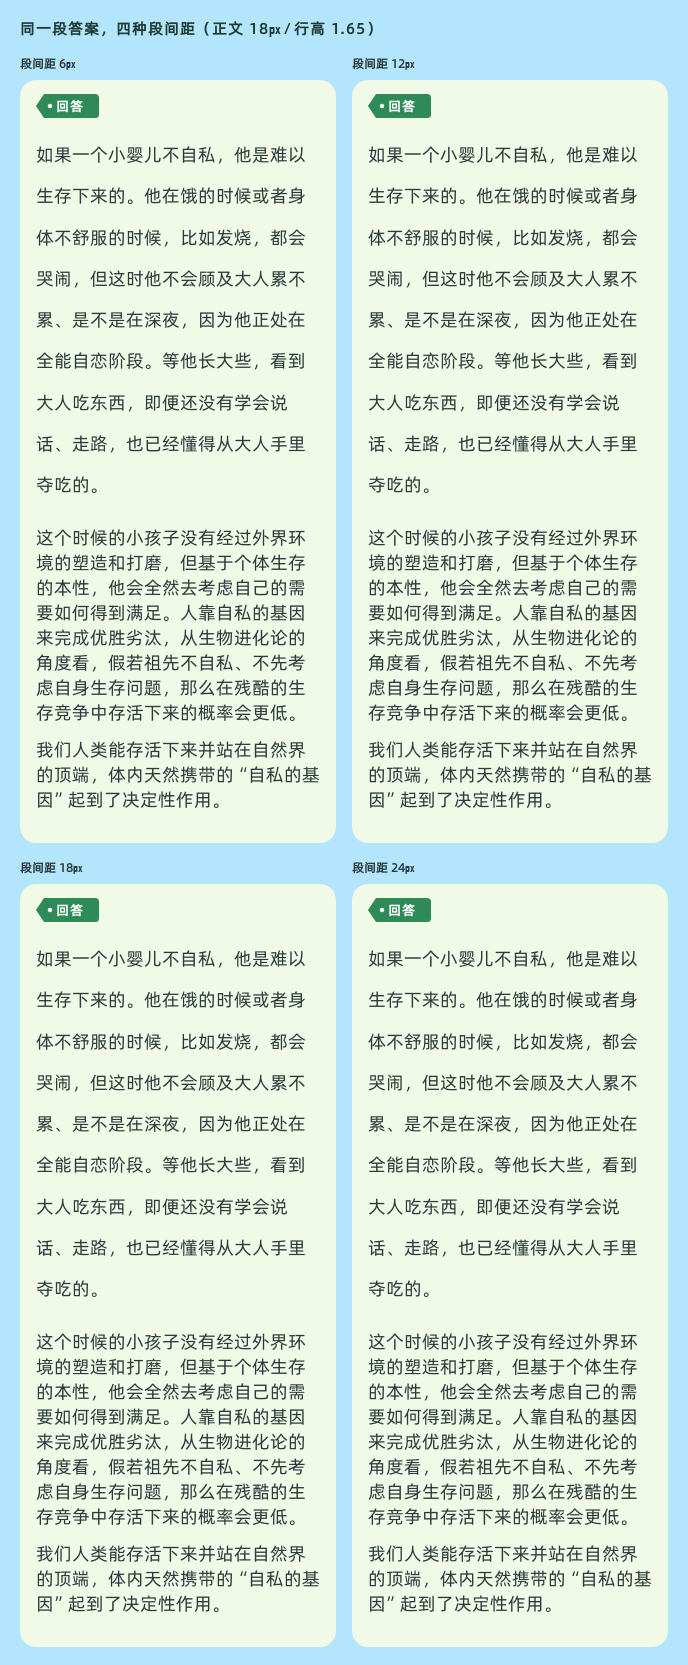 同一段答案，四种段间距（正文 18px / 行高 1.65）
段间距 6px
回答
如果一个小婴儿不自私，他是难以
生存下来的。他在饿的时候或者身
体不舒服的时候，比如发烧，都会
哭闹，但这时他不会顾及大人累不
累、是不是在深夜，因为他正处在
全能自恋阶段。等他长大些，看到
大人吃东西，即便还没有学会说
话、走路，也已经懂得从大人手里
夺吃的。
这个时候的小孩子没有经过外界环
境的塑造和打磨，但基于个体生存
的本性，他会全然去考虑自己的需
要如何得到满足。人靠自私的基因
来完成优胜劣汰，从生物进化论的
角度看，假若祖先不自私、不先考
虑自身生存问题，那么在残酷的生
存竞争中存活下来的概率会更低。
我们人类能存活下来并站在自然界
的顶端，体内天然携带的“自私的基
因”起到了决定性作用。
段间距 12px
回答
如果一个小婴儿不自私，他是难以
生存下来的。他在饿的时候或者身
体不舒服的时候，比如发烧，都会
哭闹，但这时他不会顾及大人累不
累、是不是在深夜，因为他正处在
全能自恋阶段。等他长大些，看到
大人吃东西，即便还没有学会说
话、走路，也已经懂得从大人手里
夺吃的。
这个时候的小孩子没有经过外界环
境的塑造和打磨，但基于个体生存
的本性，他会全然去考虑自己的需
要如何得到满足。人靠自私的基因
来完成优胜劣汰，从生物进化论的
角度看，假若祖先不自私、不先考
虑自身生存问题，那么在残酷的生
存竞争中存活下来的概率会更低。
我们人类能存活下来并站在自然界
的顶端，体内天然携带的“自私的基
因”起到了决定性作用。
段间距 18px
回答
如果一个小婴儿不自私，他是难以
生存下来的。他在饿的时候或者身
体不舒服的时候，比如发烧，都会
哭闹，但这时他不会顾及大人累不
累、是不是在深夜，因为他正处在
全能自恋阶段。等他长大些，看到
大人吃东西，即便还没有学会说
话、走路，也已经懂得从大人手里
夺吃的。
这个时候的小孩子没有经过外界环
境的塑造和打磨，但基于个体生存
的本性，他会全然去考虑自己的需
要如何得到满足。人靠自私的基因
来完成优胜劣汰，从生物进化论的
角度看，假若祖先不自私、不先考
虑自身生存问题，那么在残酷的生
存竞争中存活下来的概率会更低。
我们人类能存活下来并站在自然界
的顶端，体内天然携带的“自私的基
因”起到了决定性作用。
段间距 24px
回答
如果一个小婴儿不自私，他是难以
生存下来的。他在饿的时候或者身
体不舒服的时候，比如发烧，都会
哭闹，但这时他不会顾及大人累不
累、是不是在深夜，因为他正处在
全能自恋阶段。等他长大些，看到
大人吃东西，即便还没有学会说
话、走路，也已经懂得从大人手里
夺吃的。
这个时候的小孩子没有经过外界环
境的塑造和打磨，但基于个体生存
的本性，他会全然去考虑自己的需
要如何得到满足。人靠自私的基因
来完成优胜劣汰，从生物进化论的
角度看，假若祖先不自私、不先考
虑自身生存问题，那么在残酷的生
存竞争中存活下来的概率会更低。
我们人类能存活下来并站在自然界
的顶端，体内天然携带的“自私的基
因”起到了决定性作用。